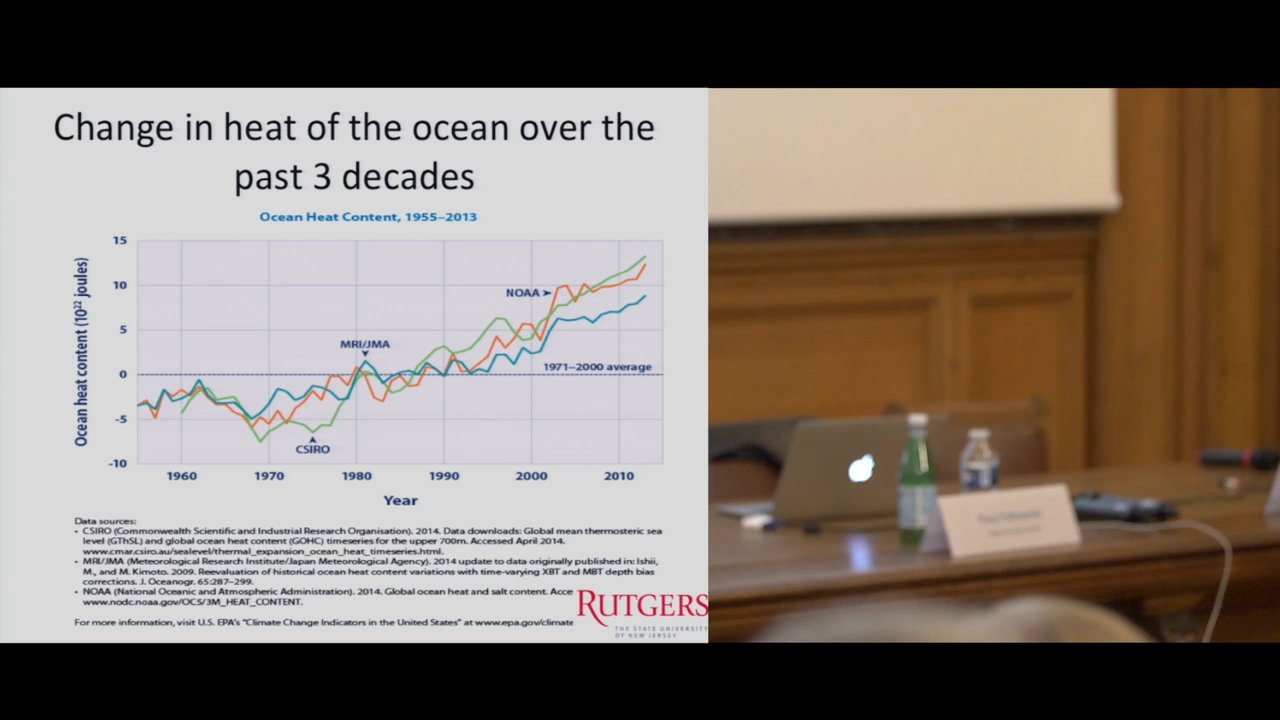 Change in heat of the ocean over the
past 3 decades
Ocean Heat Content, 1955–2013
Ocean heat content (10²² joules)
15
10
5
0
-5
-10
NOAA
MRI/JMA
1971–2000 average
CSIRO
1960 1970 1980 1990 2000 2010
Year
Data sources:
• CSIRO (Commonwealth Scientific and Industrial Research Organisation). 2014. Data downloads: Global mean thermosteric sea
level (GThSL) and global ocean heat content (GOHC) timeseries for the upper 700m. Accessed April 2014.
www.cmar.csiro.au/sealevel/thermal_expansion_ocean_heat_timeseries.html.
• MRI/JMA (Meteorological Research Institute/Japan Meteorological Agency). 2014 update to data originally published in: Ishii,
M., and M. Kimoto. 2009. Reevaluation of historical ocean heat content variations with time-varying XBT and MBT depth bias
corrections. J. Oceanogr. 65:287–299.
• NOAA (National Oceanic and Atmospheric Administration). 2014. Global ocean heat and salt content. Acce
www.nodc.noaa.gov/OC5/3M_HEAT_CONTENT.
For more information, visit U.S. EPA's "Climate Change Indicators in the United States" at www.epa.gov/climate
RUTGERS
THE STATE UNIVERSITY
OF NEW JERSEY